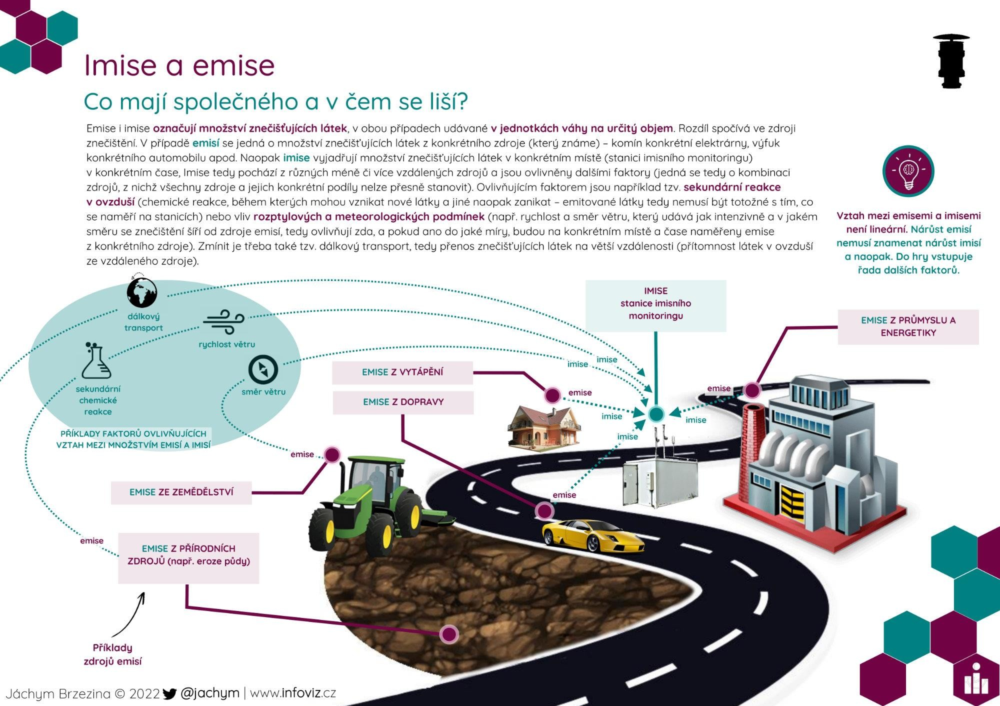 Imise a emise
Co mají společného a v čem se liší?
Emise i imise označují množství znečišťujících látek, v obou případech udávané v jednotkách váhy na určitý objem. Rozdíl spočívá ve zdroji
znečištění. V případě emisí se jedná o množství znečišťujících látek z konkrétního zdroje (který známe) – komín konkrétní elektrárny, výfuk
konkrétního automobilu apod. Naopak imise vyjadřují množství znečišťujících látek v konkrétním místě (stanici imisního monitoringu)
v konkrétním čase, Imise tedy pochází z různých méně či více vzdálených zdrojů a jsou ovlivněny dalšími faktory (jedná se tedy o kombinaci
zdrojů, z nichž všechny zdroje a jejich konkrétní podíly nelze přesně stanovit). Ovlivňujícím faktorem jsou například tzv. sekundární reakce
v ovzduší (chemické reakce, během kterých mohou vznikat nové látky a jiné naopak zanikat – emitované látky tedy nemusí být totožné s tím, co
se naměří na stanicích) nebo vliv rozptylových a meteorologických podmínek (např. rychlost a směr větru, který udává jak intenzivně a v jakém
směru se znečištění šíří od zdroje emisí, tedy ovlivňují zda, a pokud ano do jaké míry, budou na konkrétním místě a čase naměřeny emise
z konkrétního zdroje). Zmínit je třeba také tzv. dálkový transport, tedy přenos znečišťujících látek na větší vzdálenosti (přítomnost látek v ovzduší
ze vzdáleného zdroje).
Vztah mezi emisemi a imisemi
není lineární. Nárůst emisí
nemusí znamenat nárůst imisí
a naopak. Do hry vstupuje
řada dalších faktorů.
dálkový
transport
rychlost větru
sekundární
chemické
reakce
směr větru
PŘÍKLADY FAKTORŮ OVLIVŇUJÍCÍCH
VZTAH MEZI MNOŽSTVÍM EMISÍ A IMISÍ
IMISE
stanice imisního
monitoringu
EMISE Z PRŮMYSLU A
ENERGETIKY
EMISE Z VYTÁPĚNÍ
EMISE Z DOPRAVY
imise
imise
emise
emise
imise
imise
imise
emise
emise
EMISE ZE ZEMĚDĚLSTVÍ
emise
EMISE Z PŘÍRODNÍCH
ZDROJŮ (např. eroze půdy)
Příklady
zdrojů emisí
Jáchym Brzezina © 2022 @jachym | www.infoviz.cz